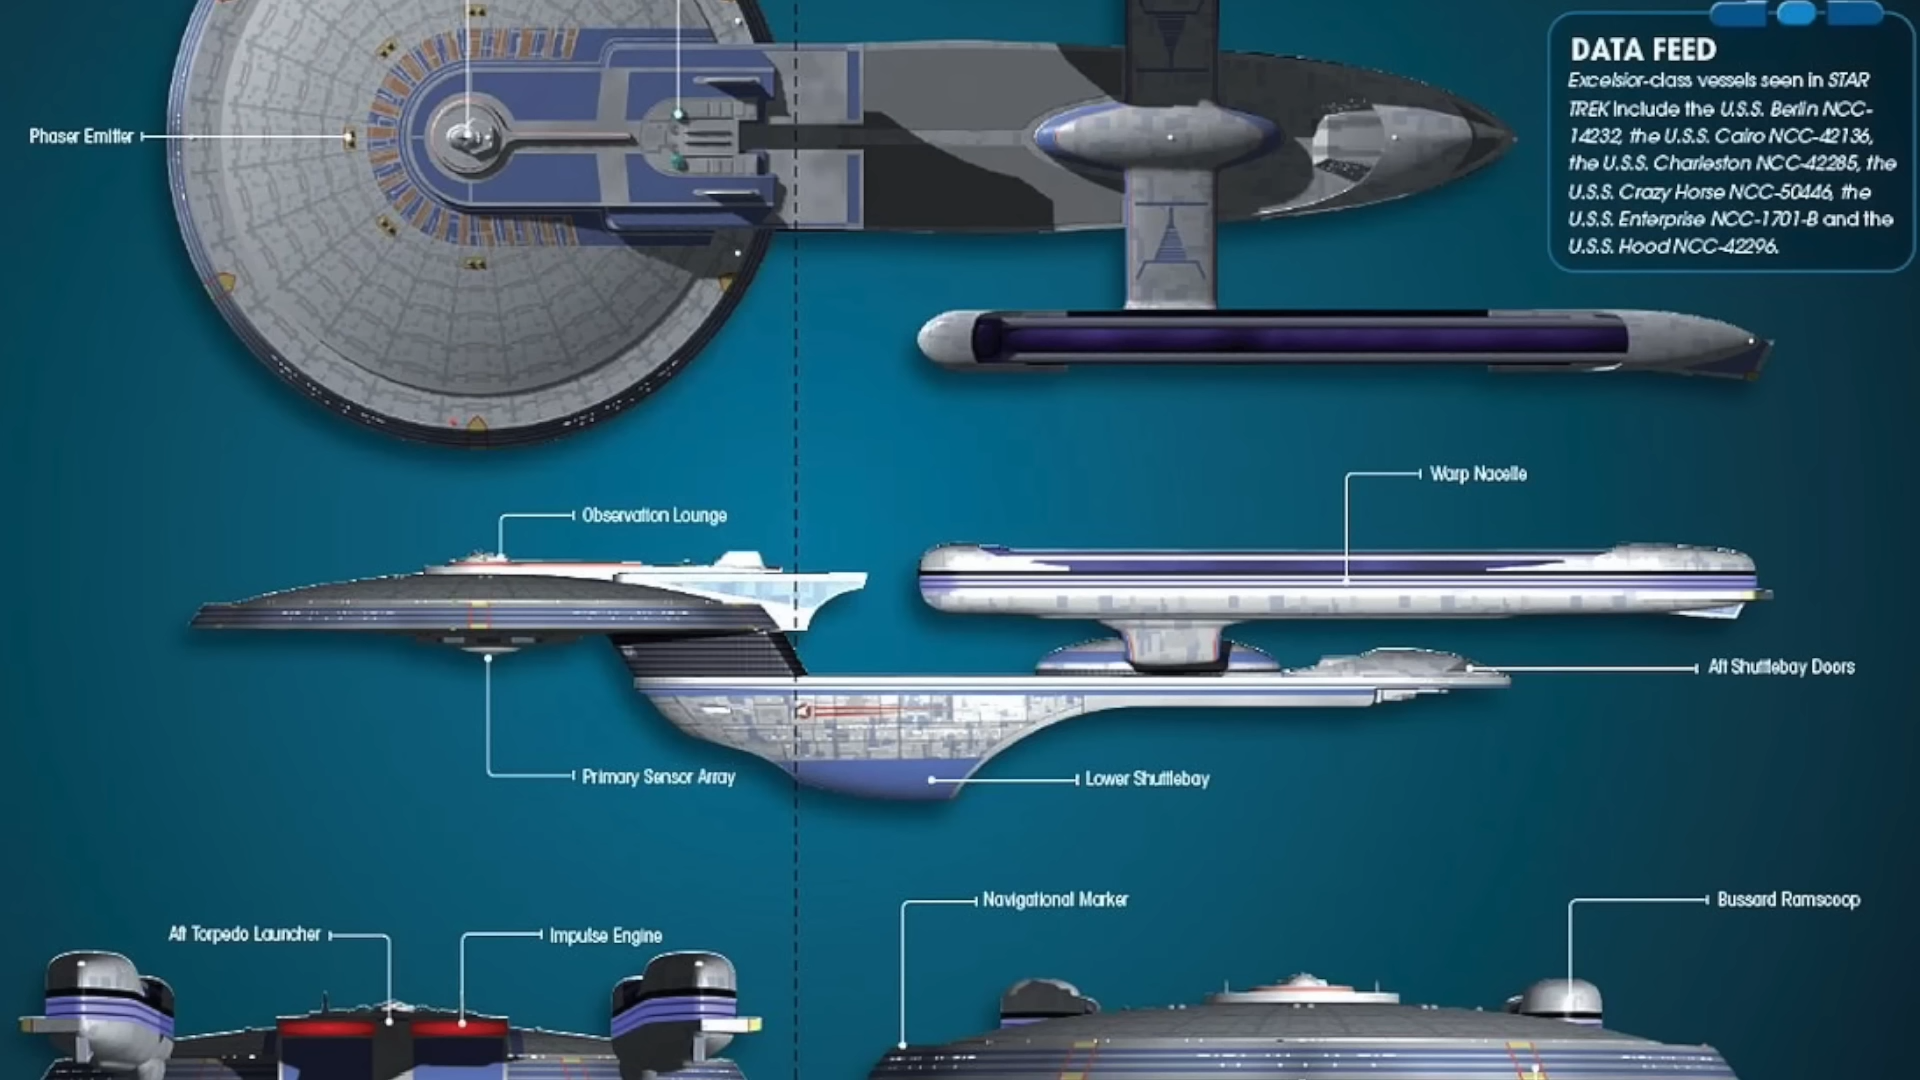 DATA FEED
Excelsior-class vessels seen in STAR
TREK include the U.S.S. Berlin NCC-
14232, the U.S.S. Cairo NCC-42136,
the U.S.S. Charleston NCC-42285, the
U.S.S. Crazy Horse NCC-50446, the
U.S.S. Enterprise NCC-1701-B and the
U.S.S. Hood NCC-42296.
Phaser Emitter
Warp Nacelle
Observation Lounge
Aft Shuttlebay Doors
Primary Sensor Array
Lower Shuttlebay
Navigational Marker
Bussard Ramscoop
Aft Torpedo Launcher
Impulse Engine